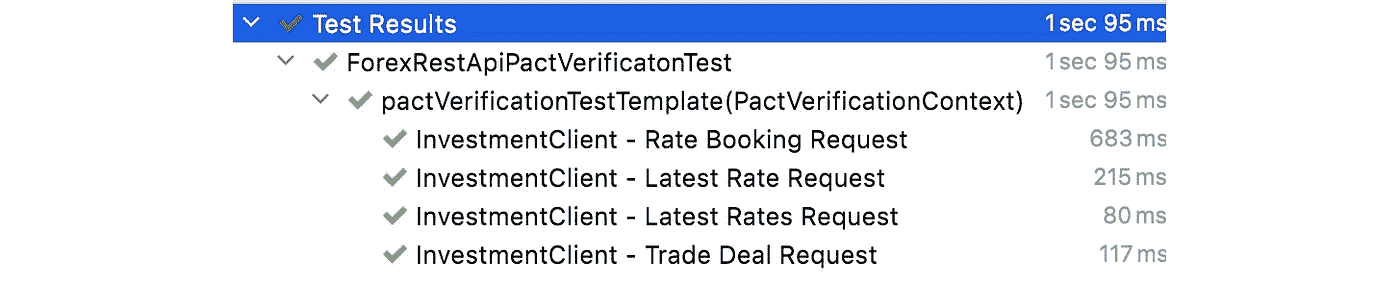 Test Results 1 sec 95 ms
ForexRestApiPactVerificatonTest 1 sec 95 ms
pactVerificationTestTemplate(PactVerificationContext) 1 sec 95 ms
InvestmentClient - Rate Booking Request 683 ms
InvestmentClient - Latest Rate Request 215 ms
InvestmentClient - Latest Rates Request 80 ms
InvestmentClient - Trade Deal Request 117 ms